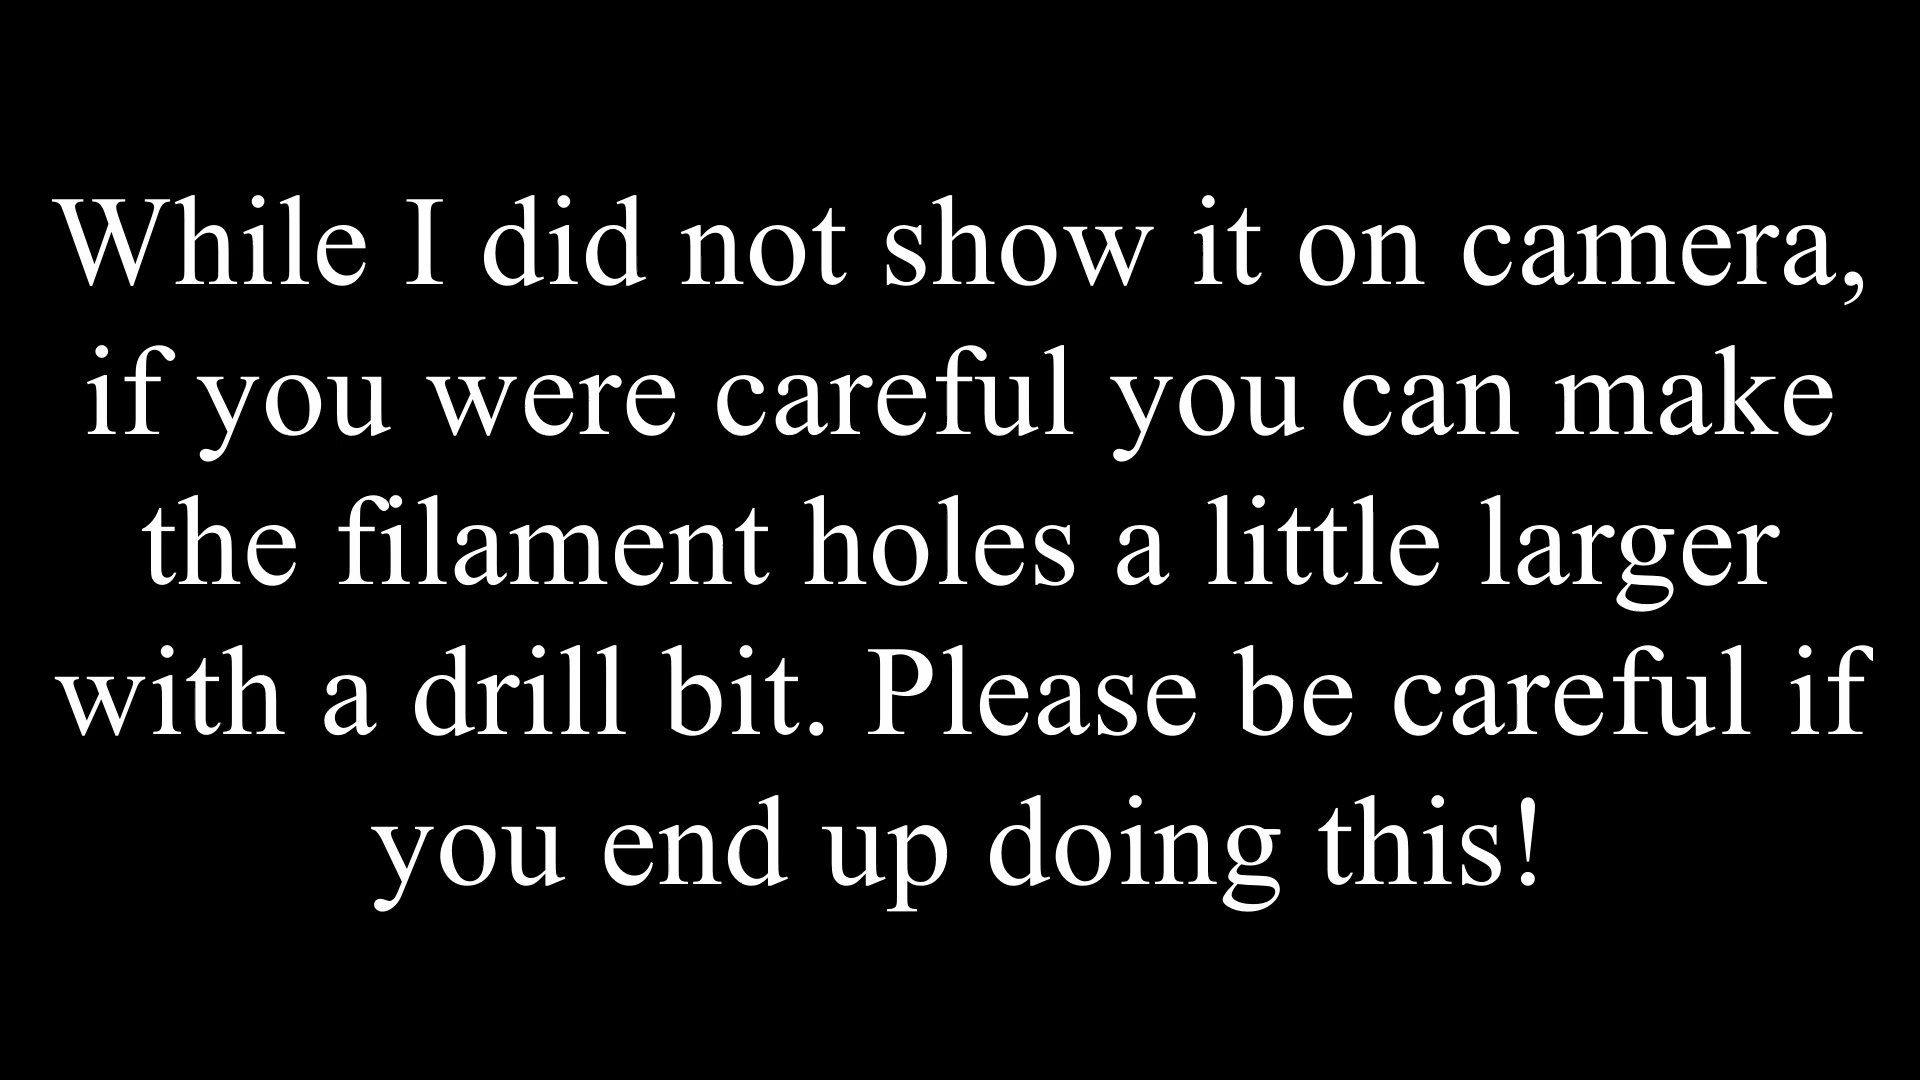 While I did not show it on camera,
if you were careful you can make
the filament holes a little larger
with a drill bit. Please be careful if
you end up doing this!